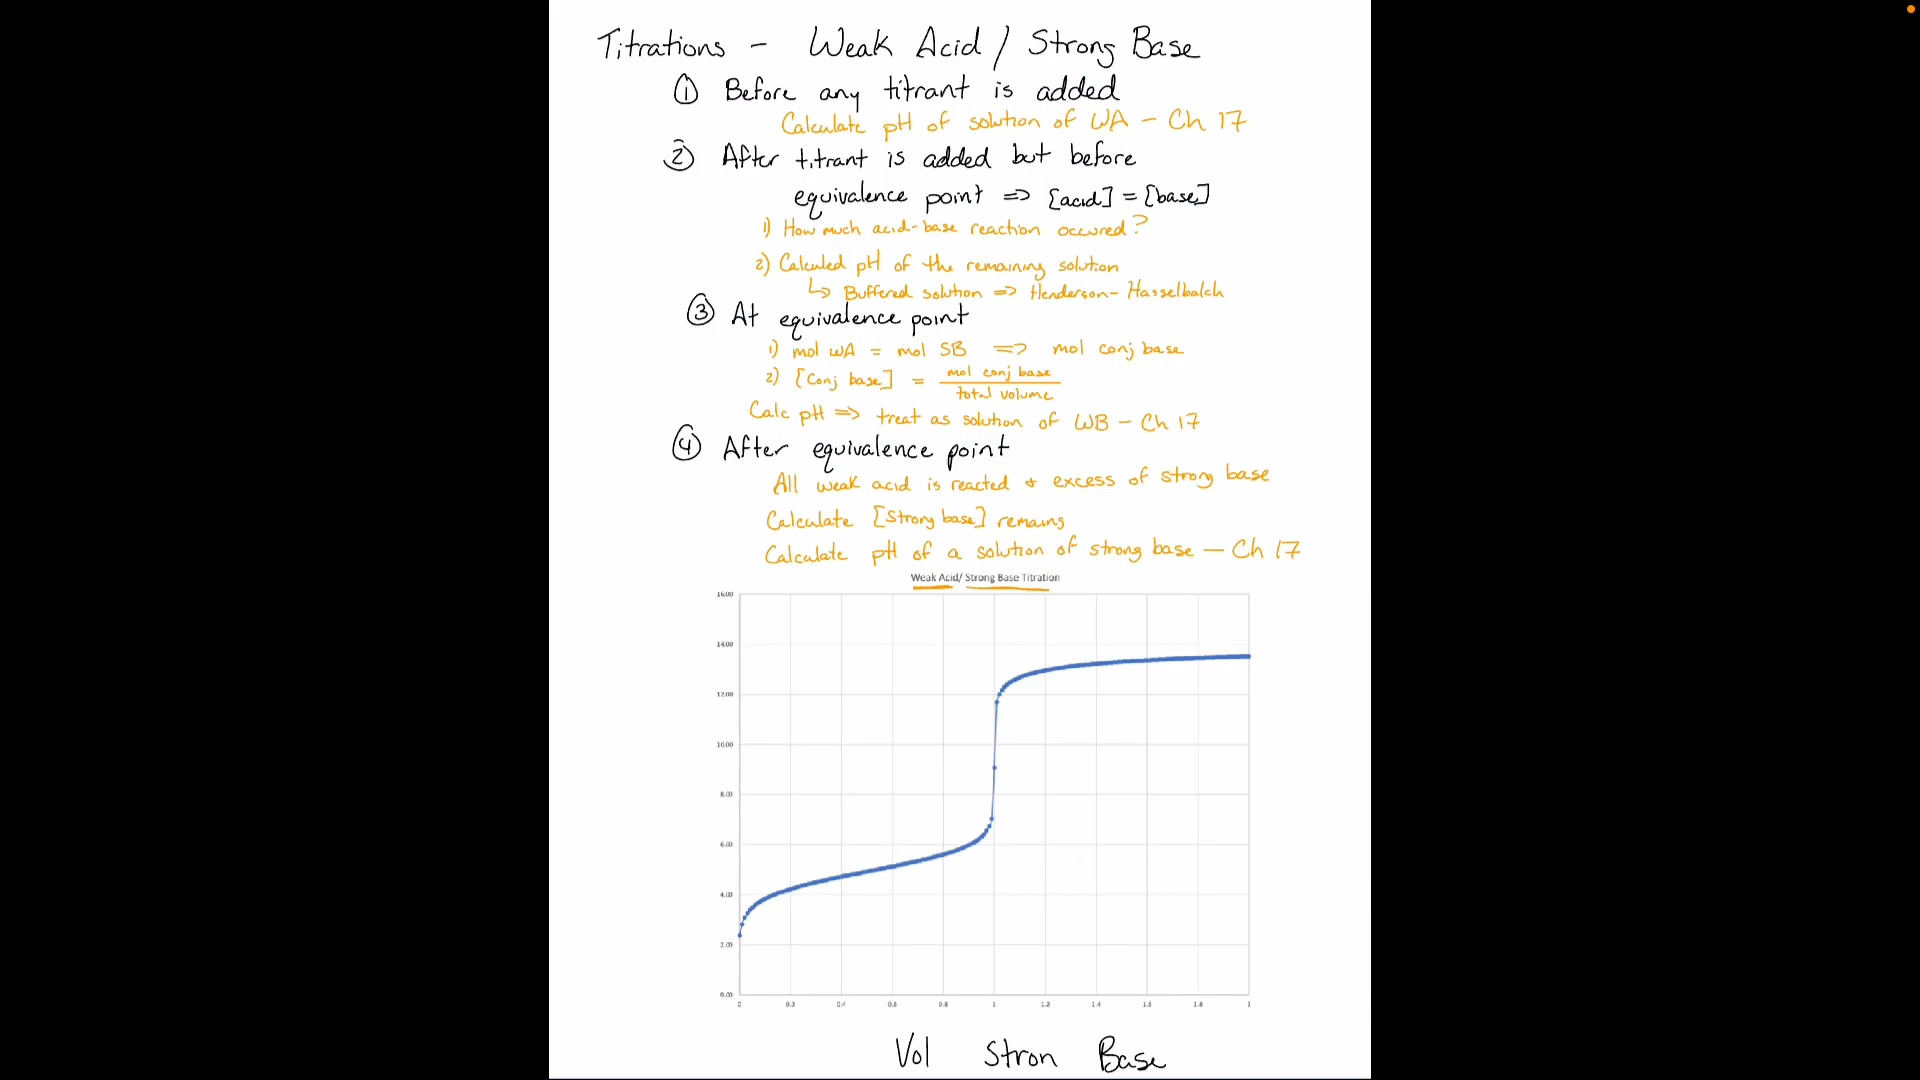 Titrations - Weak Acid / Strong Base
① Before any titrant is added
Calculate pH of solution of WA - Ch 17
② After titrant is added but before
equivalence point => [acid] = [base]
1) How much acid-base reaction occured?
2) Calculed pH of the remaining solution
↳ Buffered solution => Henderson-Hasselbalch
③ At equivalence point
1) mol WA = mol SB => mol conj base
2) [Conj base] = mol conj base
total volume
Calc pH => treat as solution of WB - Ch 17
④ After equivalence point
All weak acid is reacted + excess of strong base
Calculate [Strong base] remains
Calculate pH of a solution of strong base - Ch 17
Weak Acid/ Strong Base Titration
16.00
14.00
12.00
10.00
8.00
6.00
4.00
2.00
0.00
0 0.2 0.4 0.6 0.8 1 1.2 1.4 1.6 1.8
Vol Stron Base